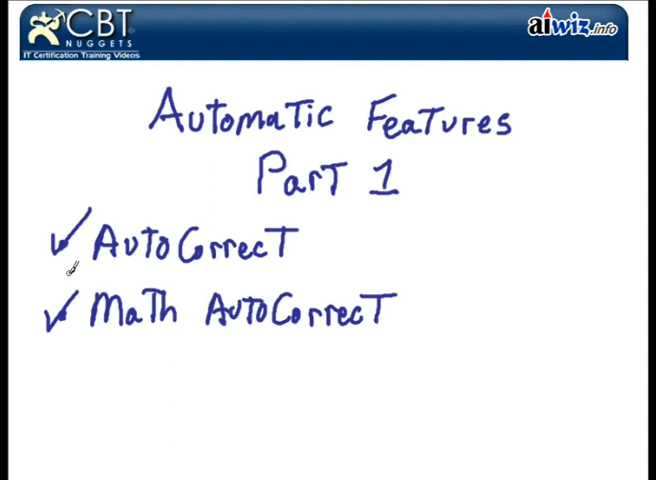 CBT
NUGGETS
IT Certification Training Videos
aiwiz.info
Automatic Features
Part 1
✓ AutoCorrect
✓ Math AutoCorrect